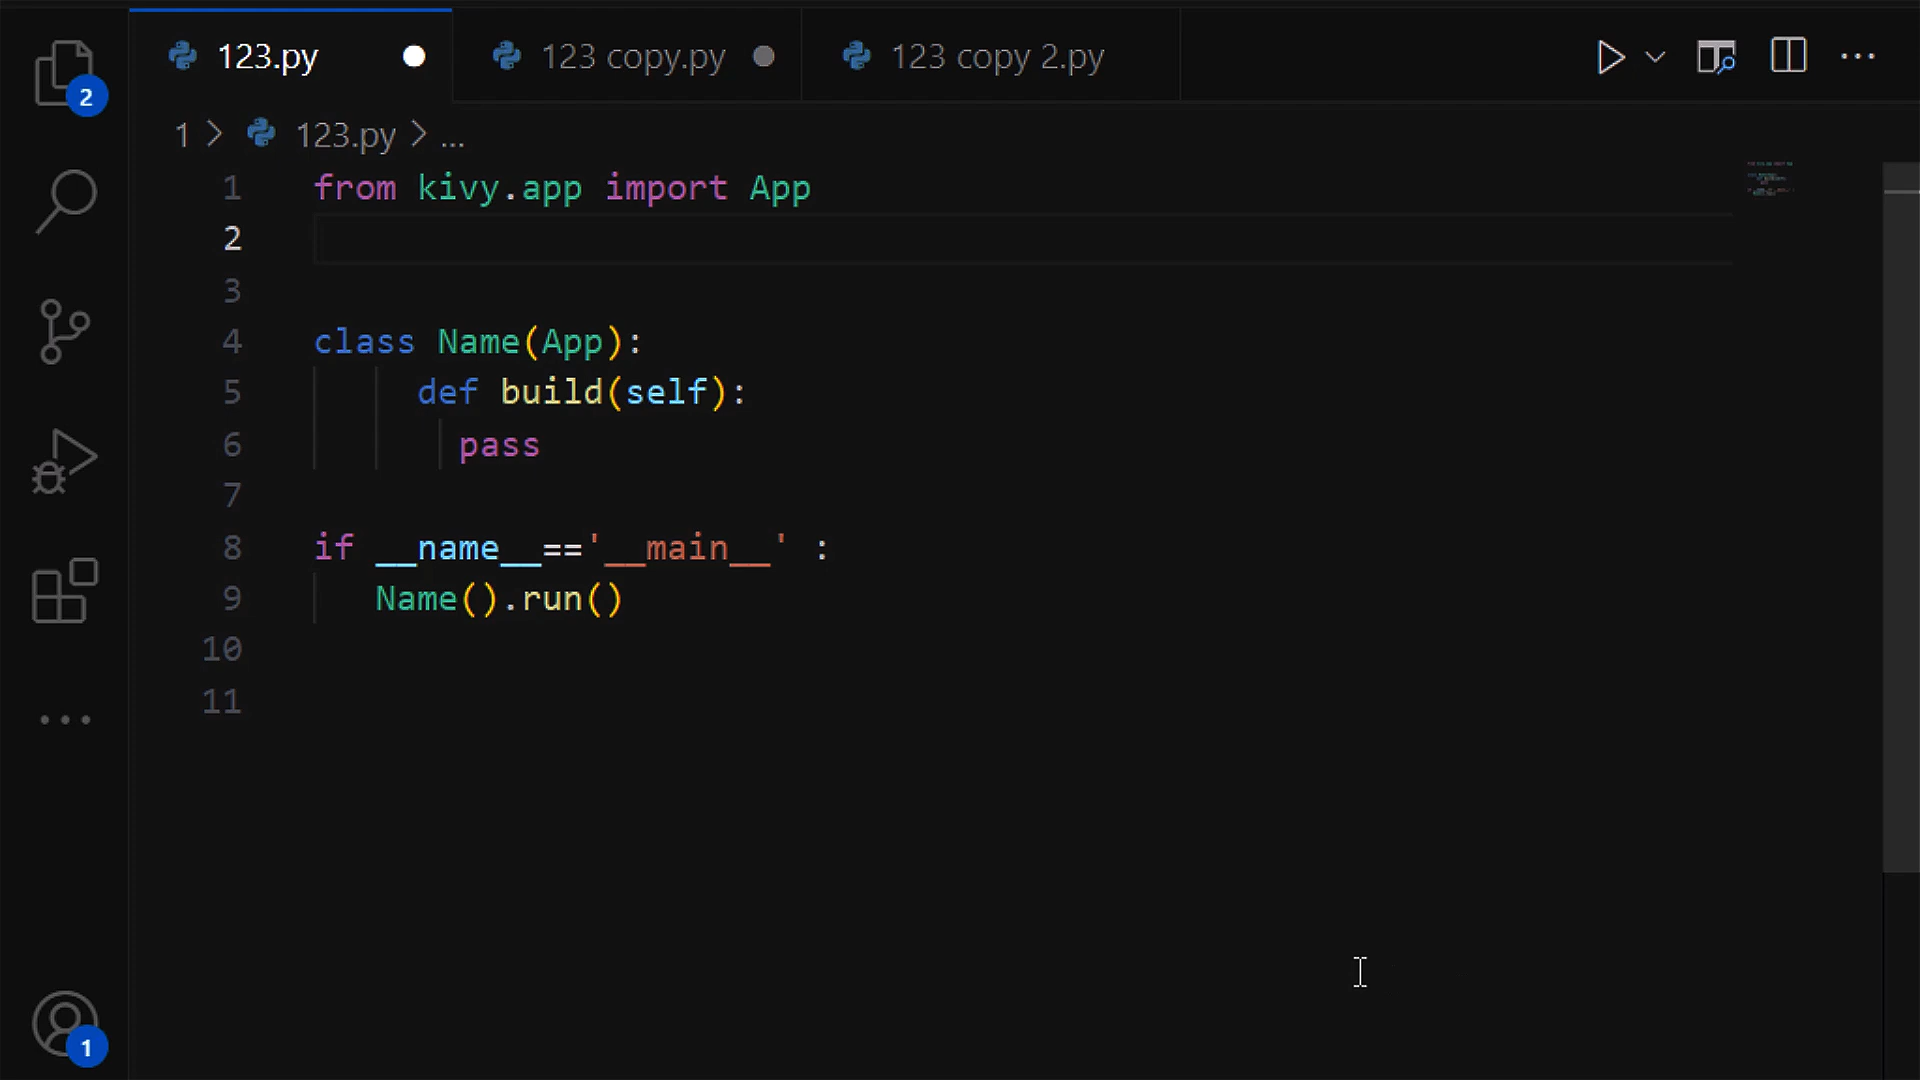 123.py 123 copy.py 123 copy 2.py
2
1 > 123.py > ...
1 from kivy.app import App
2
3
4 class Name(App):
5 def build(self):
6 pass
7
8 if __name__=='__main__' :
9 Name().run()
10
11
1